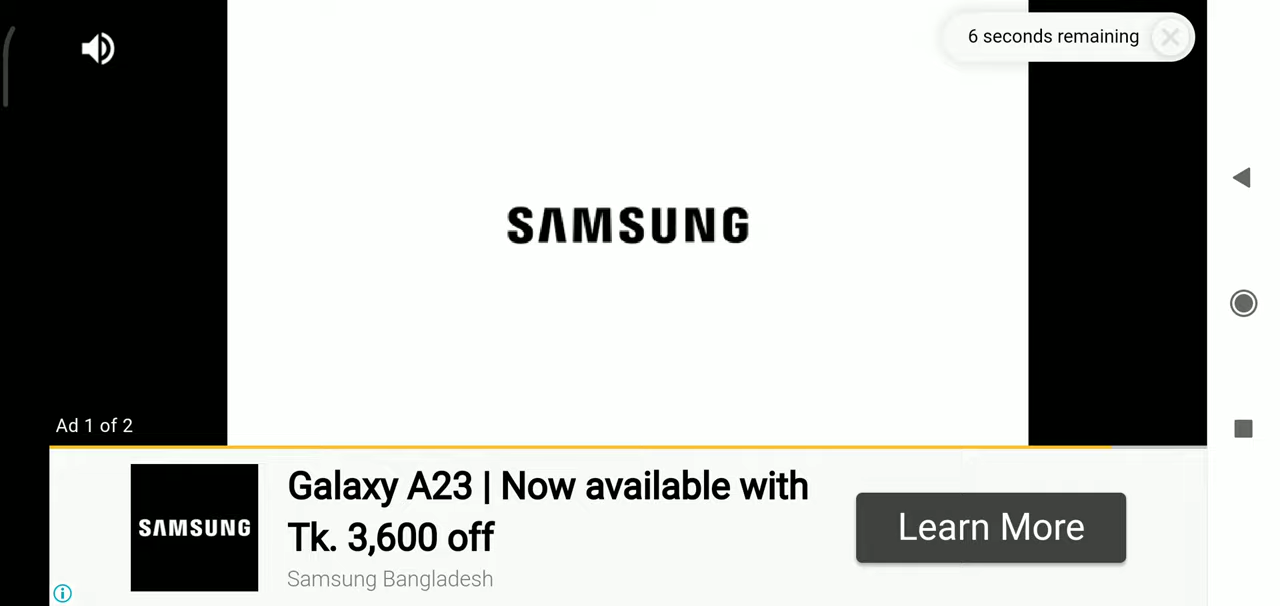 6 seconds remaining
SAMSUNG
Ad 1 of 2
SAMSUNG
Galaxy A23 | Now available with
Tk. 3,600 off
Samsung Bangladesh
Learn More